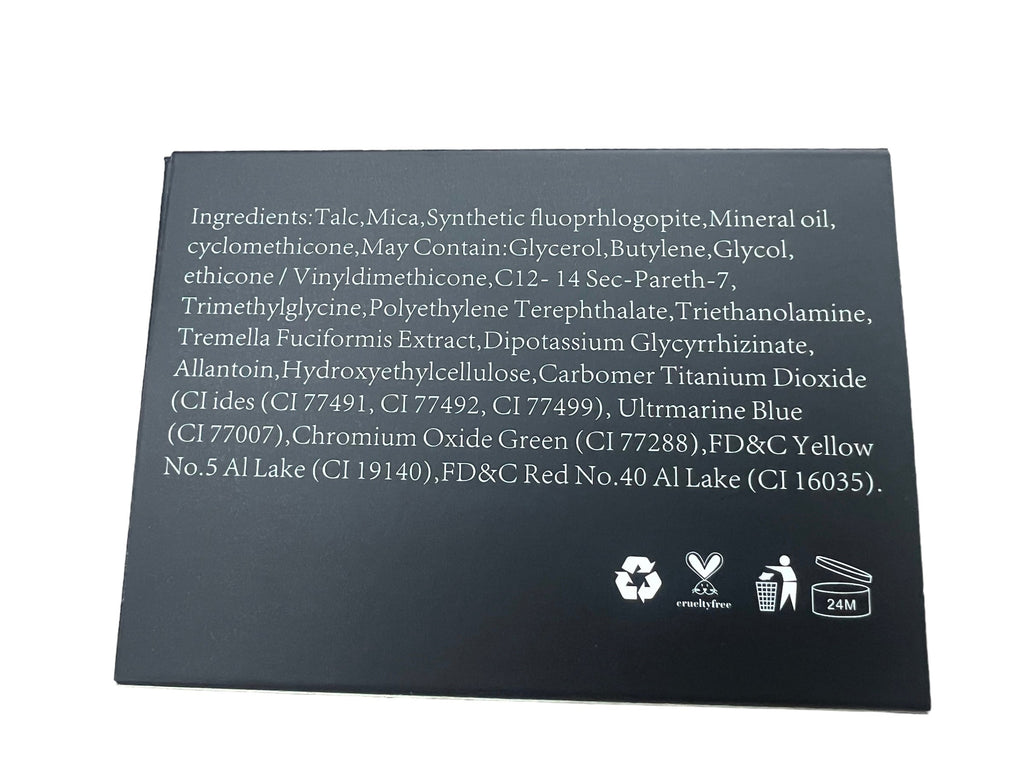 Ingredients:Talc,Mica,Synthetic fluoprhlogopite,Mineral oil,
cyclomethicone,May Contain:Glycerol,Butylene,Glycol,
ethicone / Vinyldimethicone,C12- 14 Sec-Pareth-7,
Trimethylglycine,Polyethylene Terephthalate,Triethanolamine,
Tremella Fuciformis Extract,Dipotassium Glycyrrhizinate,
Allantoin,Hydroxyethylcellulose,Carbomer Titanium Dioxide
(CI ides (CI 77491, CI 77492, CI 77499), Ultrmarine Blue
(CI 77007),Chromium Oxide Green (CI 77288),FD&C Yellow
No.5 Al Lake (CI 19140),FD&C Red No.40 Al Lake (CI 16035).
crueltyfree
24M